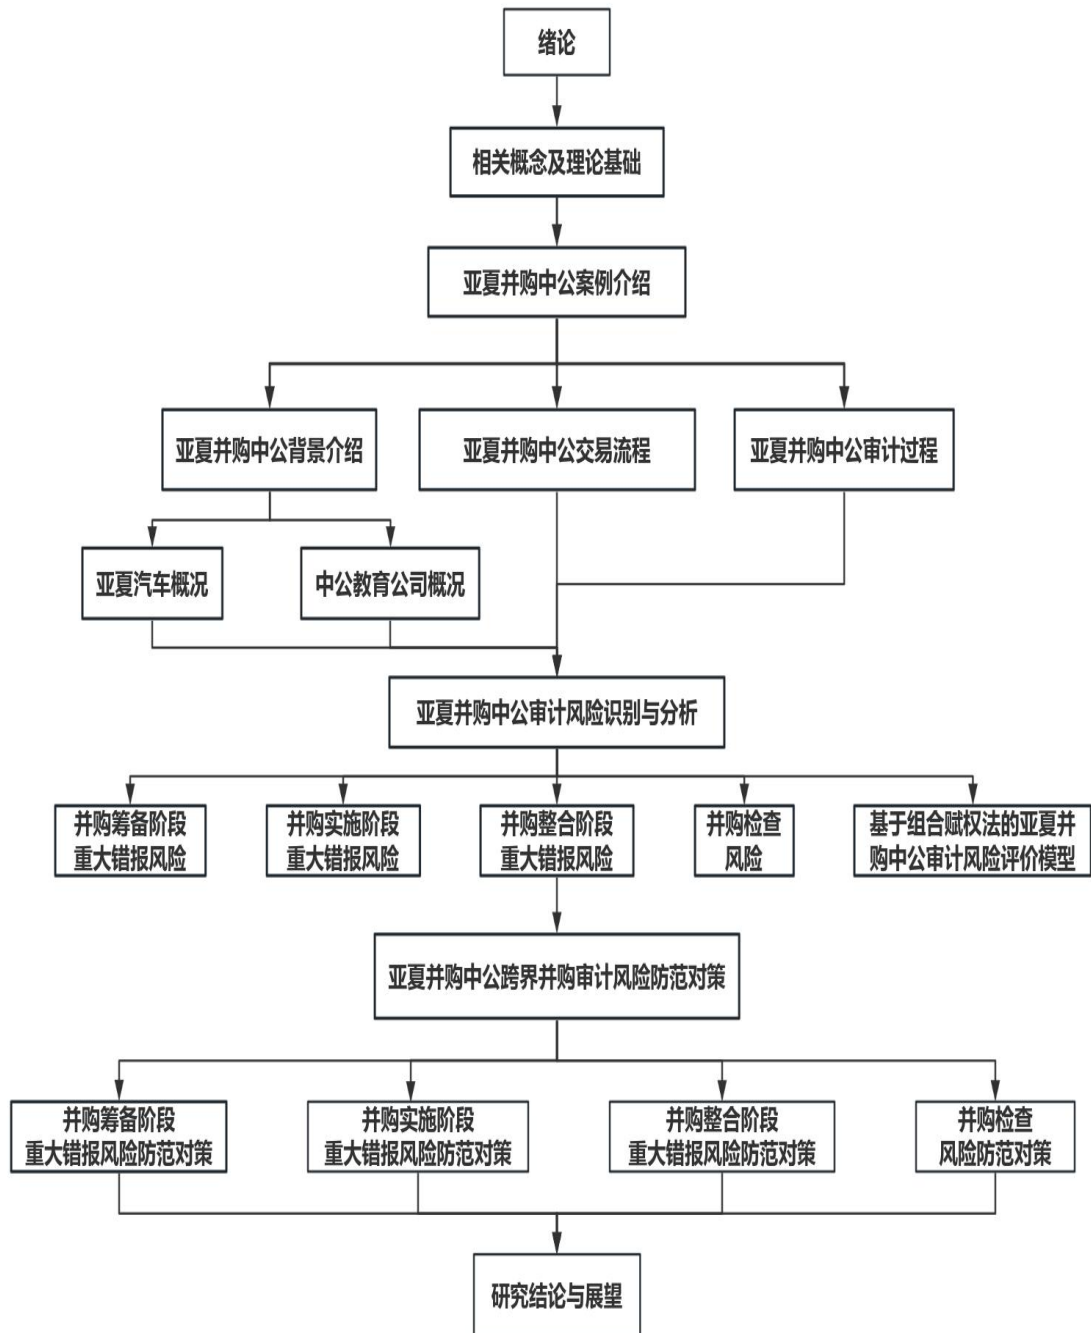 绪论
相关概念及理论基础
亚夏并购中公案例介绍
亚夏并购中公背景介绍
亚夏并购中公交易流程
亚夏并购中公审计过程
亚夏汽车概况
中公教育公司概况
亚夏并购中公审计风险识别与分析
并购筹备阶段
重大错报风险
并购实施阶段
重大错报风险
并购整合阶段
重大错报风险
并购检查
风险
基于组合赋权法的亚夏并
购中公审计风险评价模型
亚夏并购中公跨界并购审计风险防范对策
并购筹备阶段
重大错报风险防范对策
并购实施阶段
重大错报风险防范对策
并购整合阶段
重大错报风险防范对策
并购检查
风险防范对策
研究结论与展望